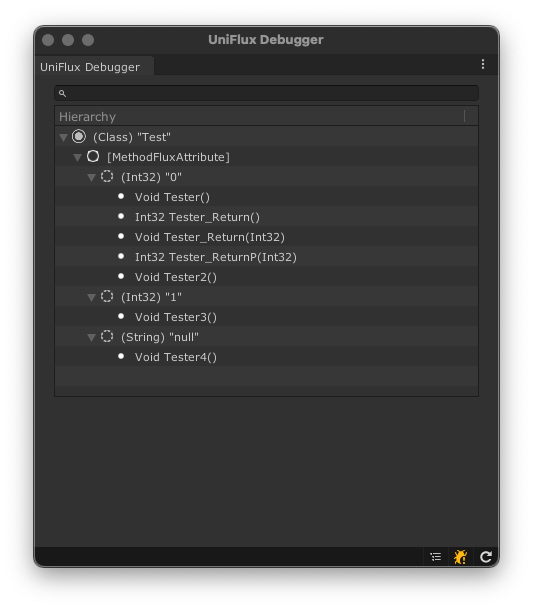 UniFlux Debugger
UniFlux Debugger
Hierarchy
(Class) "Test"
[MethodFluxAttribute]
(Int32) "0"
Void Tester()
Int32 Tester_Return()
Void Tester_Return(Int32)
Int32 Tester_ReturnP(Int32)
Void Tester2()
(Int32) "1"
Void Tester3()
(String) "null"
Void Tester4()